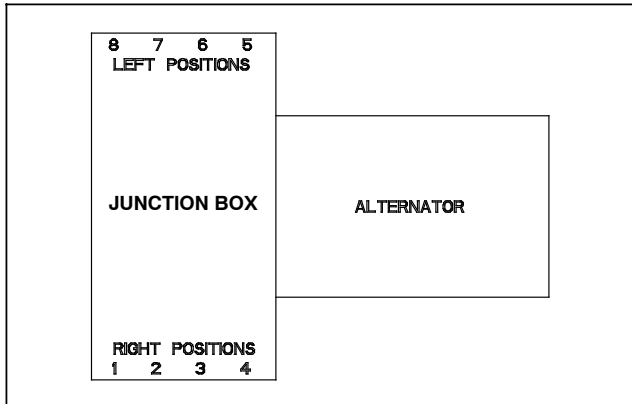 8 7 6 5
LEFT POSITIONS
JUNCTION BOX
ALTERNATOR
RIGHT POSITIONS
1 2 3 4